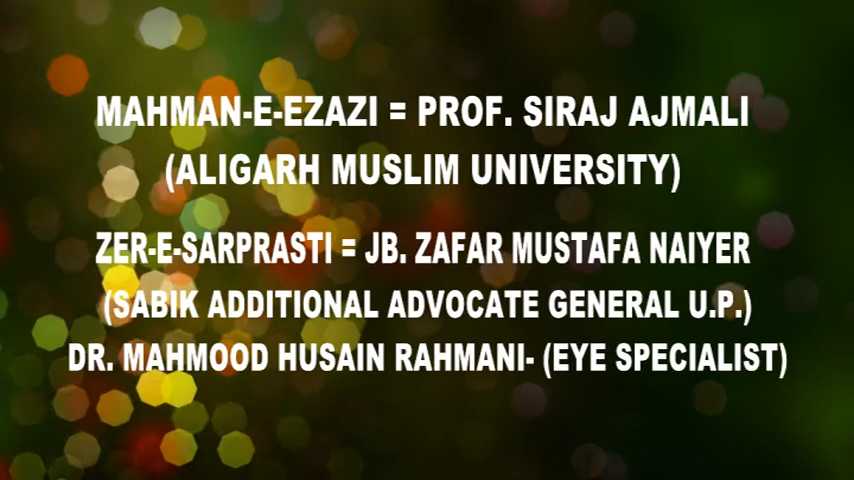 MAHMAN-E-EZAZI = PROF. SIRAJ AJMALI
(ALIGARH MUSLIM UNIVERSITY)
ZER-E-SARPRASTI = JB. ZAFAR MUSTAFA NAIYER
(SABIK ADDITIONAL ADVOCATE GENERAL U.P.)
DR. MAHMOOD HUSAIN RAHMANI- (EYE SPECIALIST)